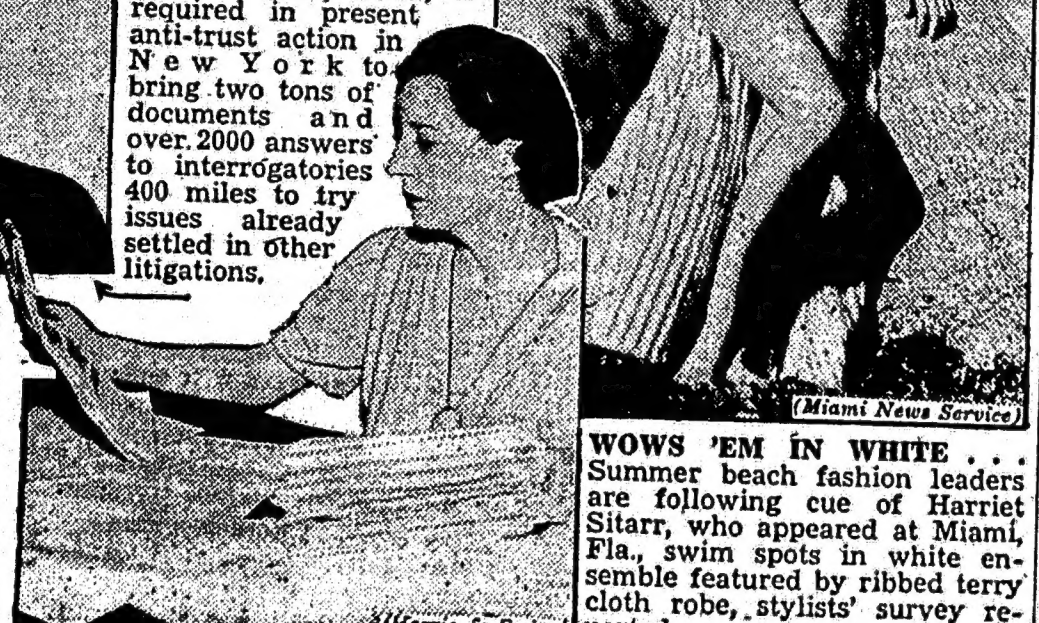 required in present
anti-trust action in
New York to
bring two tons of
documents and
over 2000 answers
to interrogatories
400 miles to try
issues already
settled in other
litigations.
(Miami News Service)
WOWS 'EM IN WHITE . . .
Summer beach fashion leaders
are following cue of Harriet
Sitarr, who appeared at Miami,
Fla., swim spots in white en-
semble featured by ribbed terry
cloth robe, stylists' survey re-